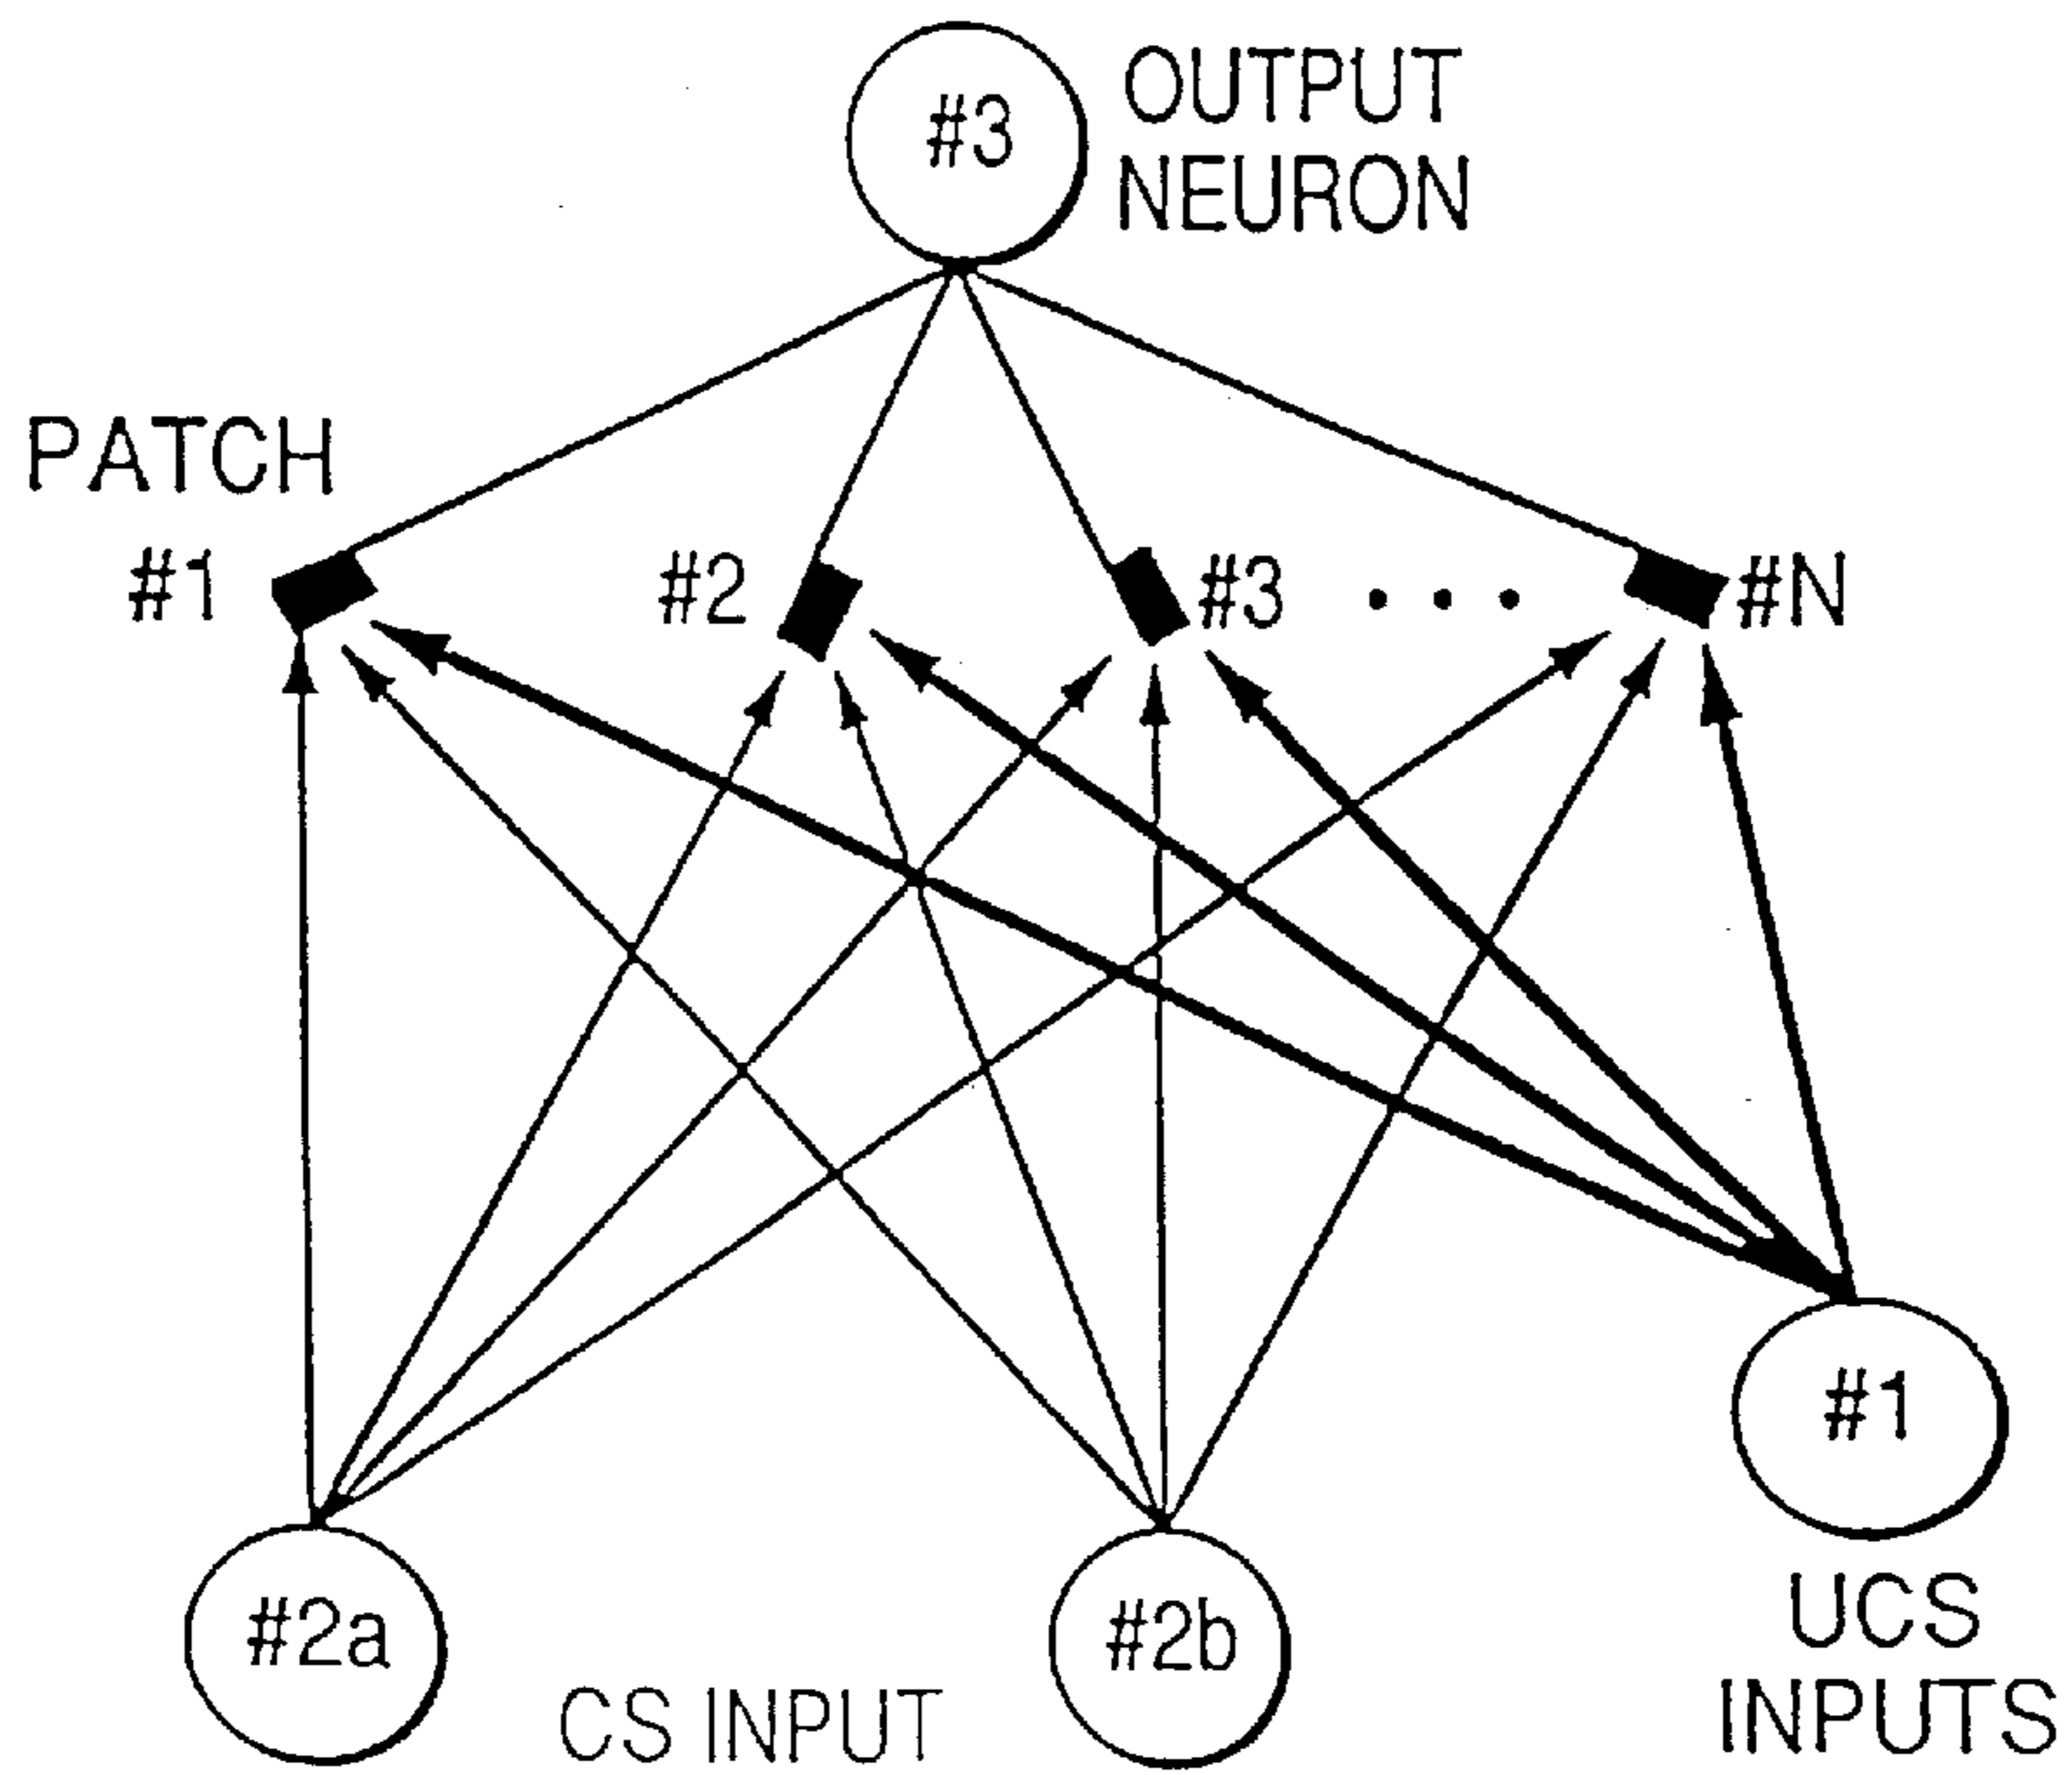 #3
OUTPUT
NEURON
PATCH
#1 #2 #3 • • • #N
#1
#2a
#2b
CS INPUT
UCS
INPUTS